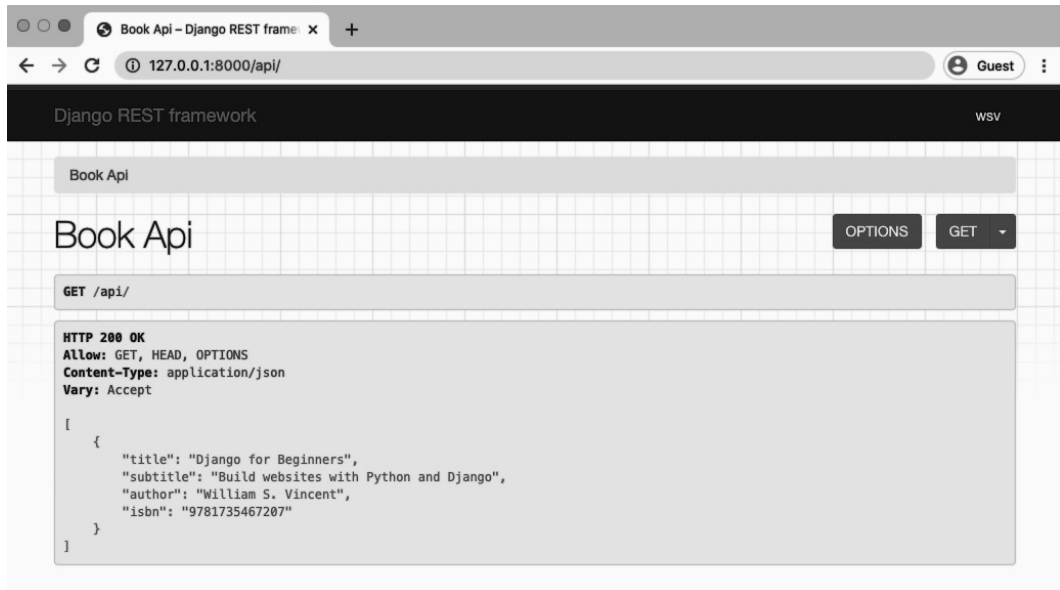 Book Api – Django REST frame
127.0.0.1:8000/api/
Guest
Django REST framework
wsv
Book Api
Book Api
OPTIONS
GET
GET /api/
HTTP 200 OK
Allow: GET, HEAD, OPTIONS
Content-Type: application/json
Vary: Accept
[
    {
        "title": "Django for Beginners",
        "subtitle": "Build websites with Python and Django",
        "author": "William S. Vincent",
        "isbn": "9781735467207"
    }
]